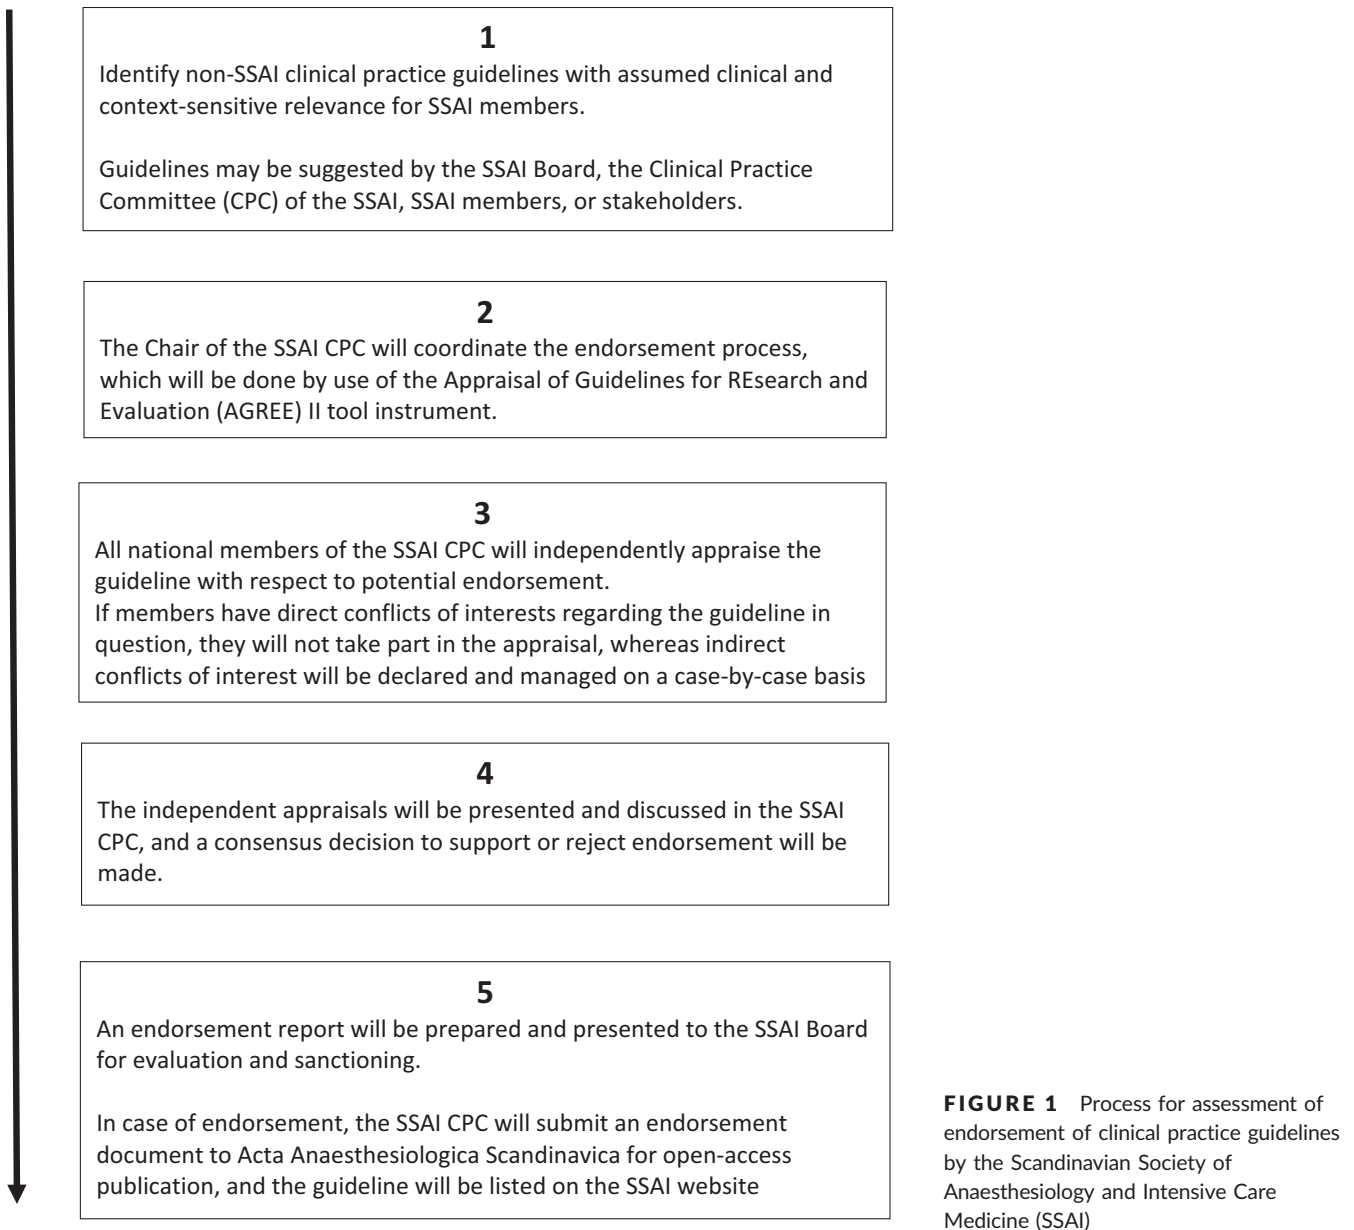 1
Identify non-SSAI clinical practice guidelines with assumed clinical and
context-sensitive relevance for SSAI members.
Guidelines may be suggested by the SSAI Board, the Clinical Practice
Committee (CPC) of the SSAI, SSAI members, or stakeholders.
2
The Chair of the SSAI CPC will coordinate the endorsement process,
which will be done by use of the Appraisal of Guidelines for REsearch and
Evaluation (AGREE) II tool instrument.
3
All national members of the SSAI CPC will independently appraise the
guideline with respect to potential endorsement.
If members have direct conflicts of interests regarding the guideline in
question, they will not take part in the appraisal, whereas indirect
conflicts of interest will be declared and managed on a case-by-case basis
4
The independent appraisals will be presented and discussed in the SSAI
CPC, and a consensus decision to support or reject endorsement will be
made.
5
An endorsement report will be prepared and presented to the SSAI Board
for evaluation and sanctioning.
In case of endorsement, the SSAI CPC will submit an endorsement
document to Acta Anaesthesiologica Scandinavica for open-access
publication, and the guideline will be listed on the SSAI website
FIGURE 1 Process for assessment of
endorsement of clinical practice guidelines
by the Scandinavian Society of
Anaesthesiology and Intensive Care
Medicine (SSAI)